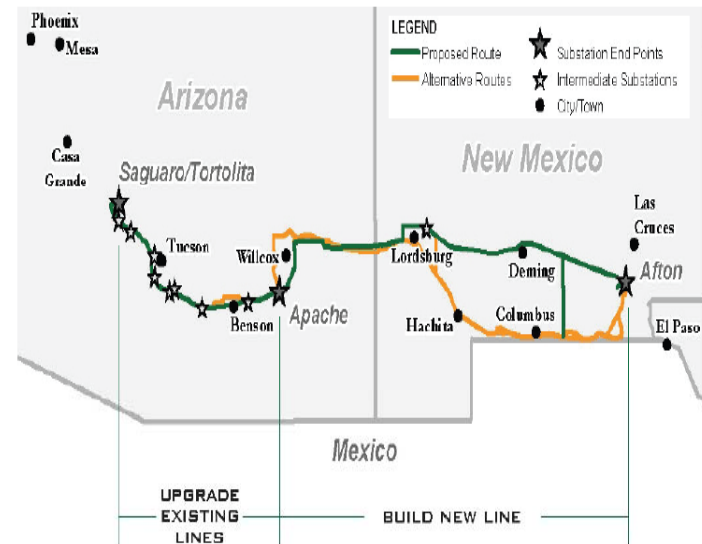 Phoenix
Mesa
LEGEND
Proposed Route
Substation End Points
Alternative Routes
Intermediate Substations
City/Town
Arizona
New Mexico
Casa
Grande
Saguaro/Tortolita
Las
Cruces
Tucson
Willcox
Lordsburg
Deming
Afton
Apache
Benson
Hachita
Columbus
El Paso
Mexico
UPGRADE
EXISTING
LINES
BUILD NEW LINE